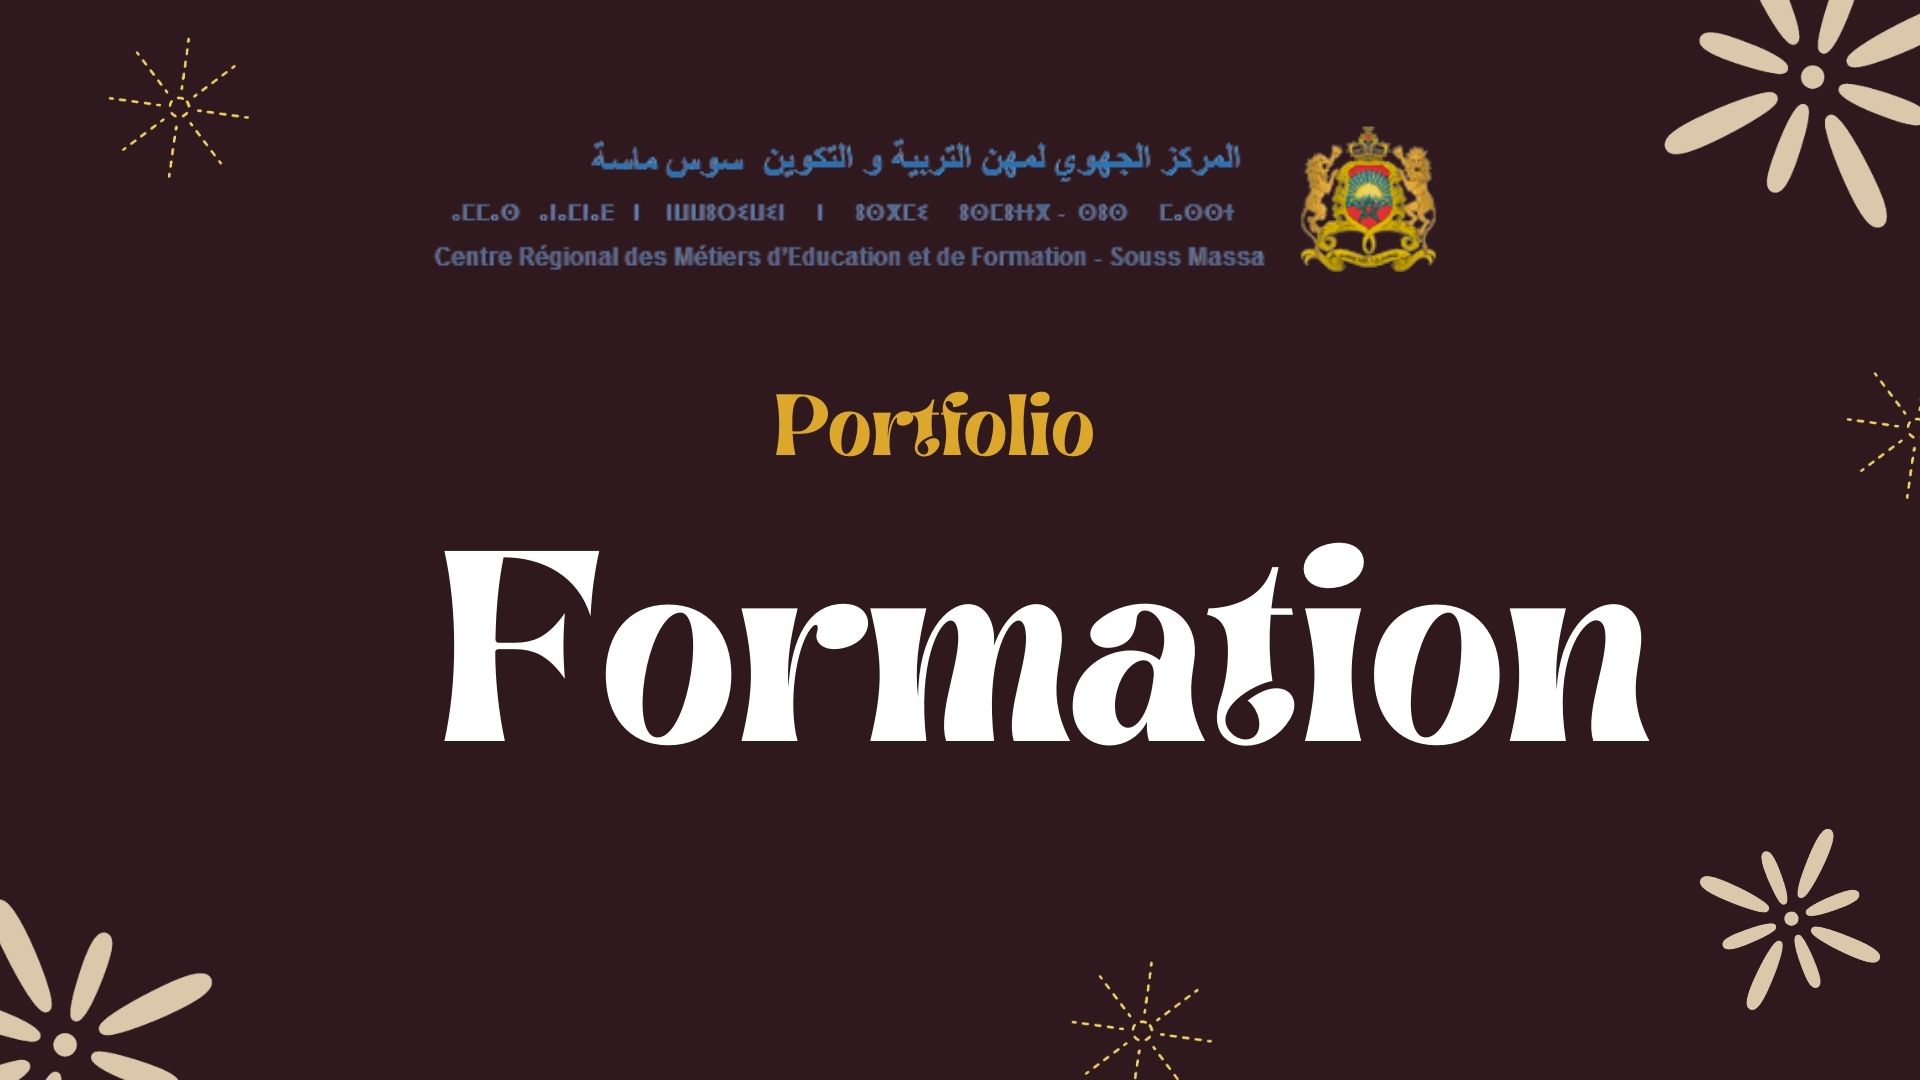 المركز الجهوي لمهن التربية و التكوين سوس ماسة
Centre Régional des Métiers d'Education et de Formation - Souss Massa
Portfolio
Formation